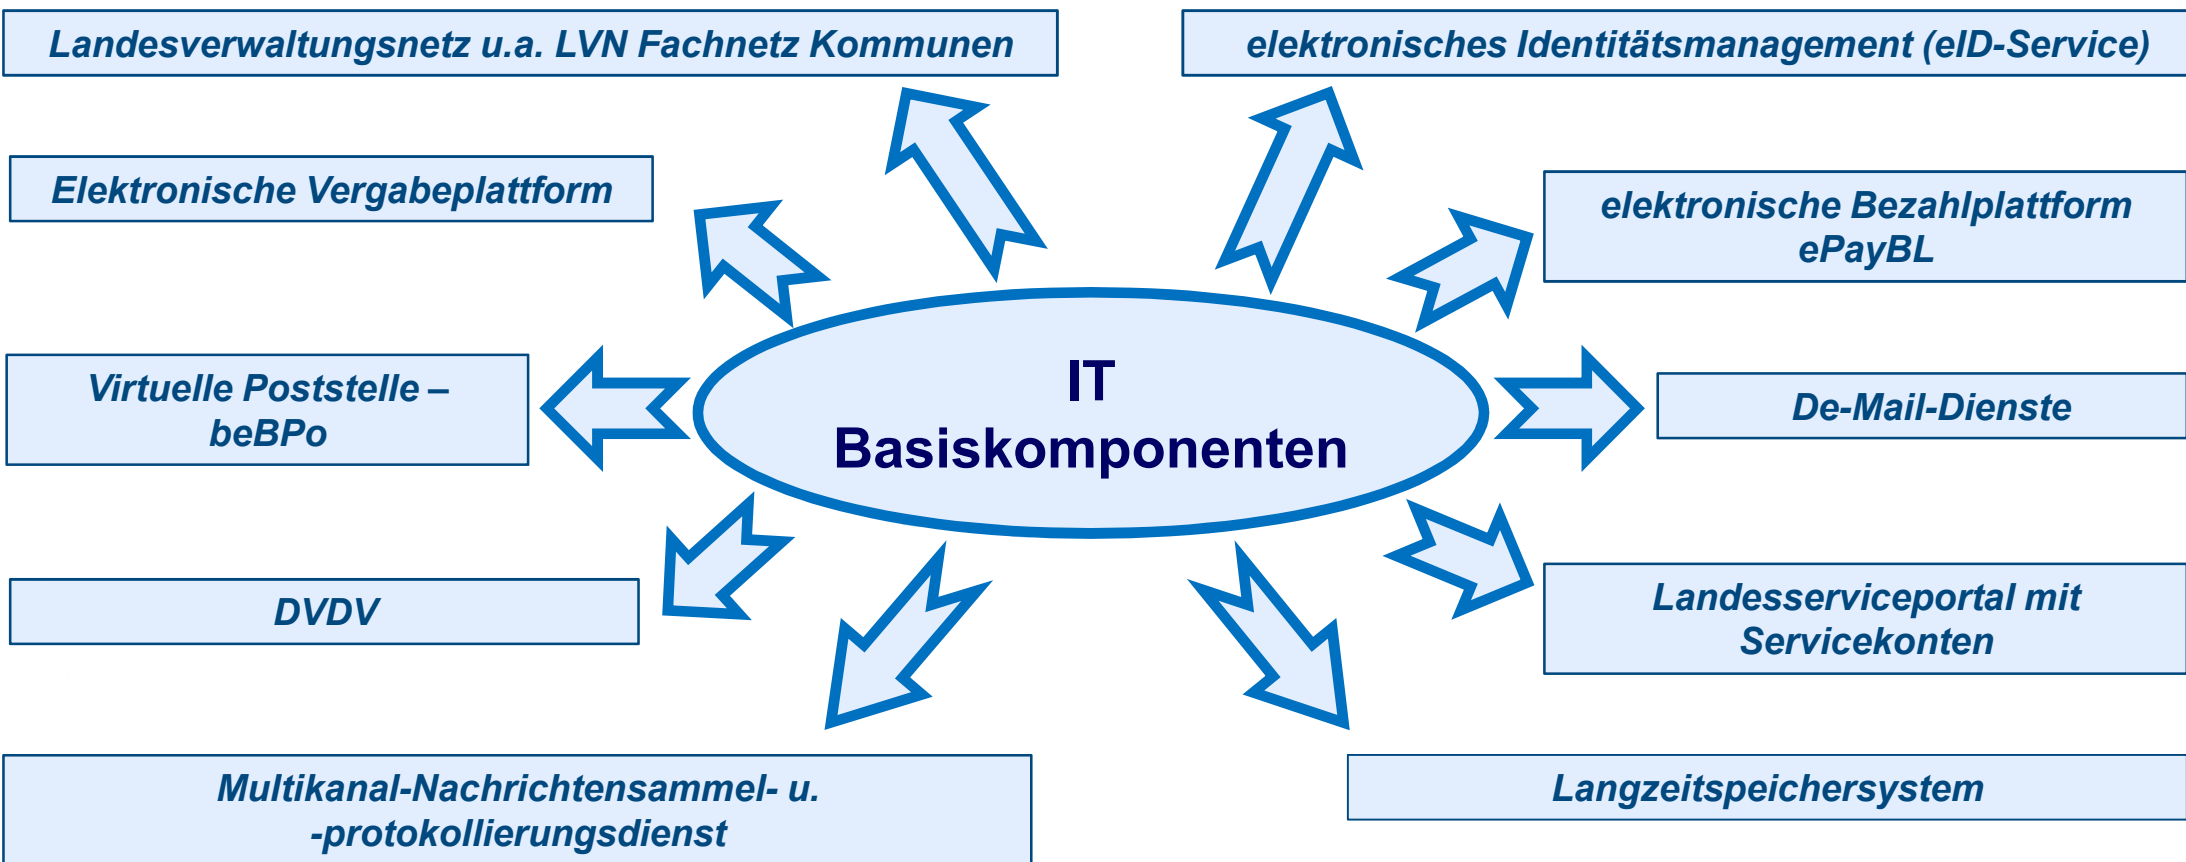 Landesverwaltungsnetz u.a. LVN Fachnetz Kommunen
elektronisches Identitätsmanagement (eID-Service)
Elektronische Vergabeplattform
elektronische Bezahlplattform
ePayBL
Virtuelle Poststelle –
beBPo
IT
Basiskomponenten
De-Mail-Dienste
DVDV
Landesserviceportal mit
Servicekonten
Multikanal-Nachrichtensammel- u.
-protokollierungsdienst
Langzeitspeichersystem